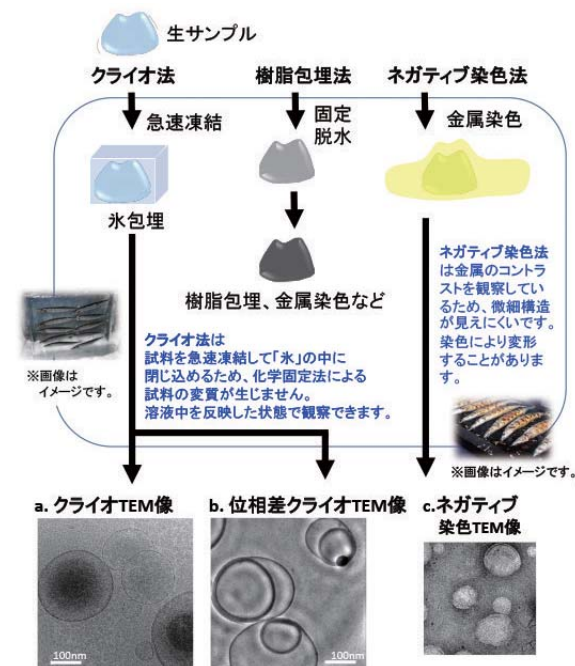 生サンプル
クライオ法
樹脂包埋法
ネガティブ染色法
急速凍結
固定
脱水
金属染色
氷包埋
樹脂包埋、金属染色など
ネガティブ染色法
は金属のコントラ
ストを観察してい
るため、微細構造
が見えにくいです。
染色により変形
することがありま
す。
クライオ法は
試料を急速凍結して「氷」の中に
閉じ込めるため、化学固定法による
試料の変質が生じません。
溶液中を反映した状態で観察できます。
※画像は
イメージです。
※画像はイメージです。
a. クライオTEM像
b. 位相差クライオTEM像
c.ネガティブ
染色TEM像
100nm
100nm
100nm